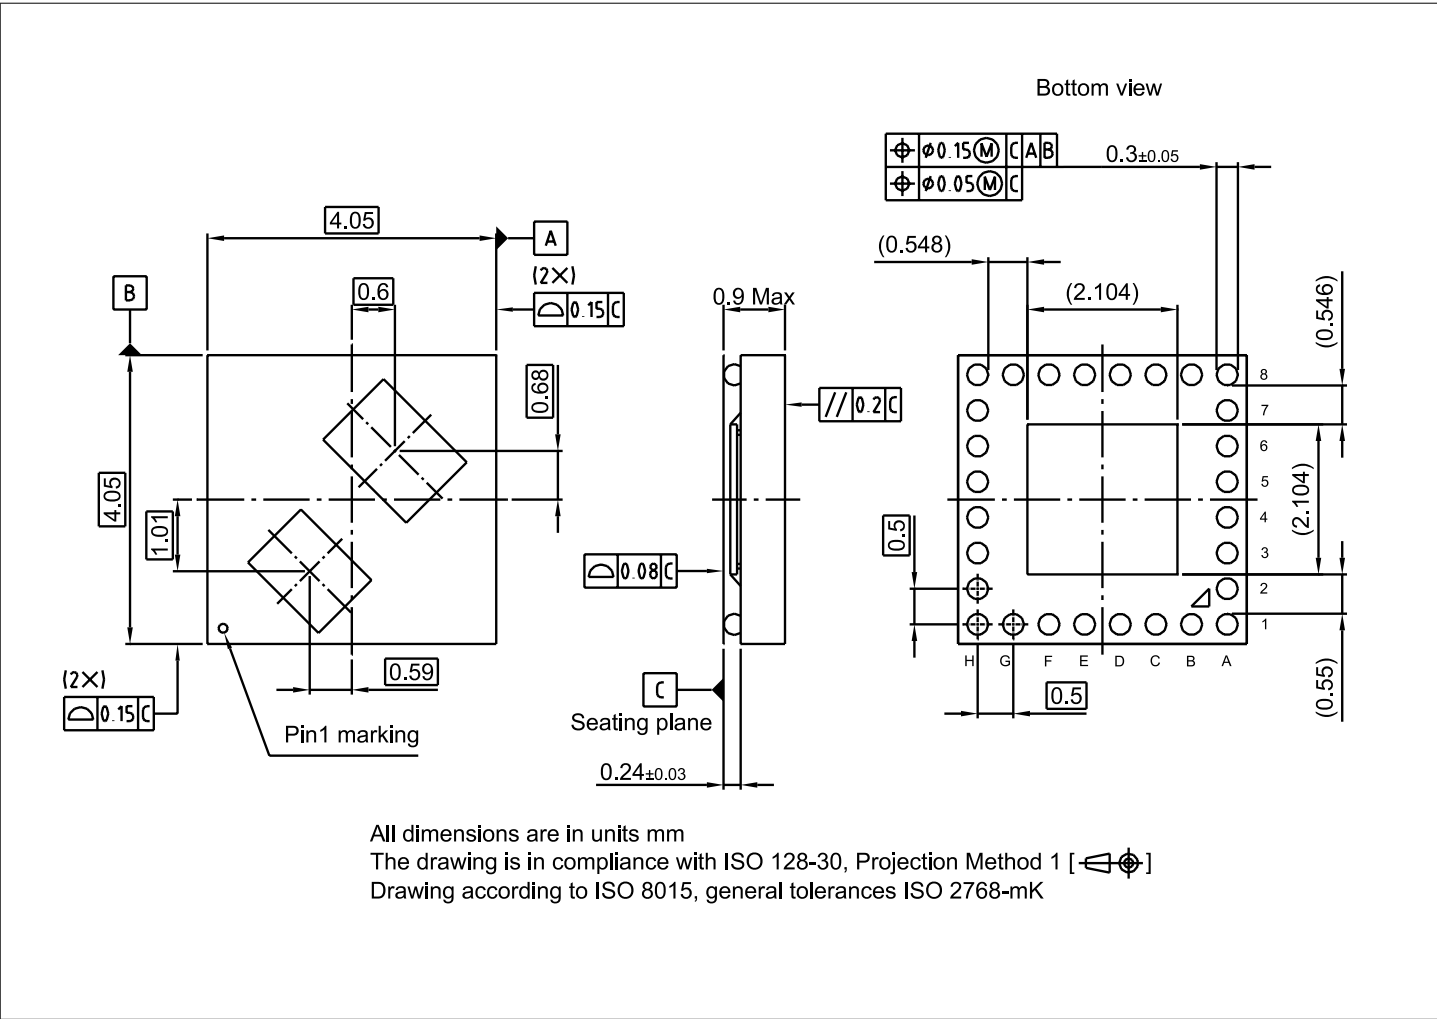 Bottom view
⌖ ⌀0.15 Ⓜ C A B
⌖ ⌀0.05 Ⓜ C
0.3±0.05
4.05
A
(2×)
⌓ 0.15 C
B
0.6
0.9 Max
(0.548)
(2.104)
(0.546)
0.68
// 0.2 C
8
7
6
5
4
3
2
1
4.05
1.01
0.5
(2.104)
⌓ 0.08 C
H G F E D C B A
0.59
0.5
(0.55)
(2×)
⌓ 0.15 C
Pin1 marking
C
Seating plane
0.24±0.03
All dimensions are in units mm
The drawing is in compliance with ISO 128-30, Projection Method 1 [ ]
Drawing according to ISO 8015, general tolerances ISO 2768-mK